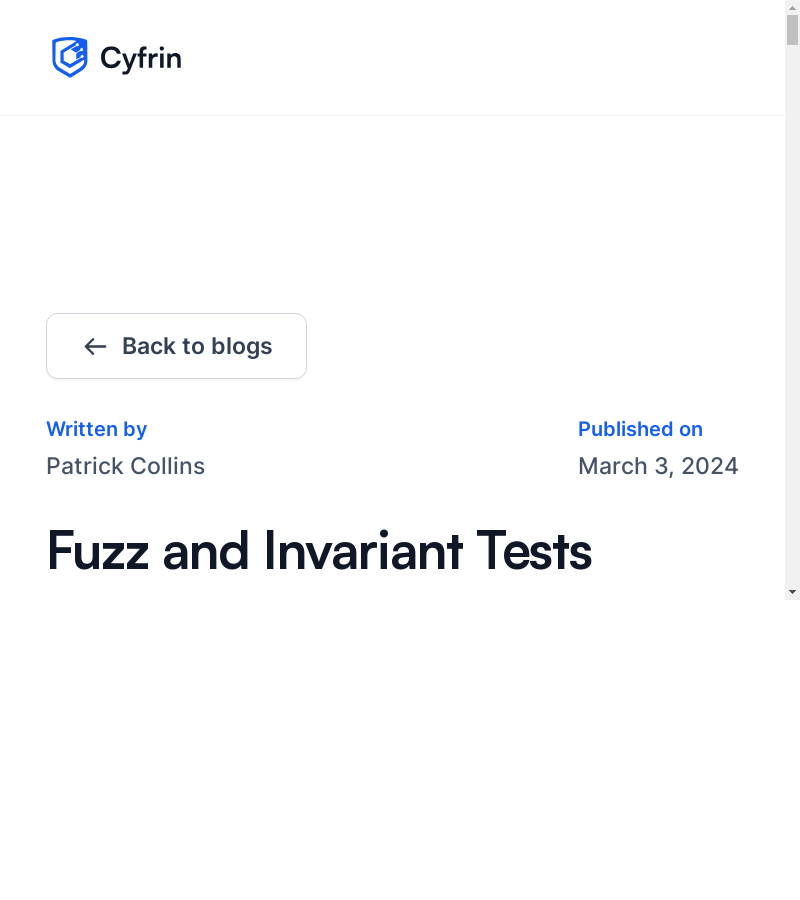 Cyfrin
Back to blogs
Written by
Published on
Patrick Collins
March 3, 2024
Fuzz and Invariant Tests